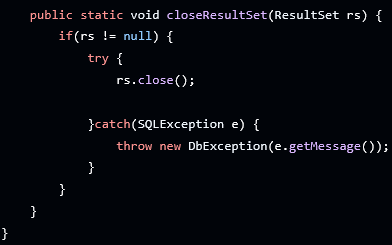 public static void closeResultSet(ResultSet rs) {
if(rs != null) {
try {
rs.close();
}catch(SQLException e) {
throw new DbException(e.getMessage());
}
}
}
}